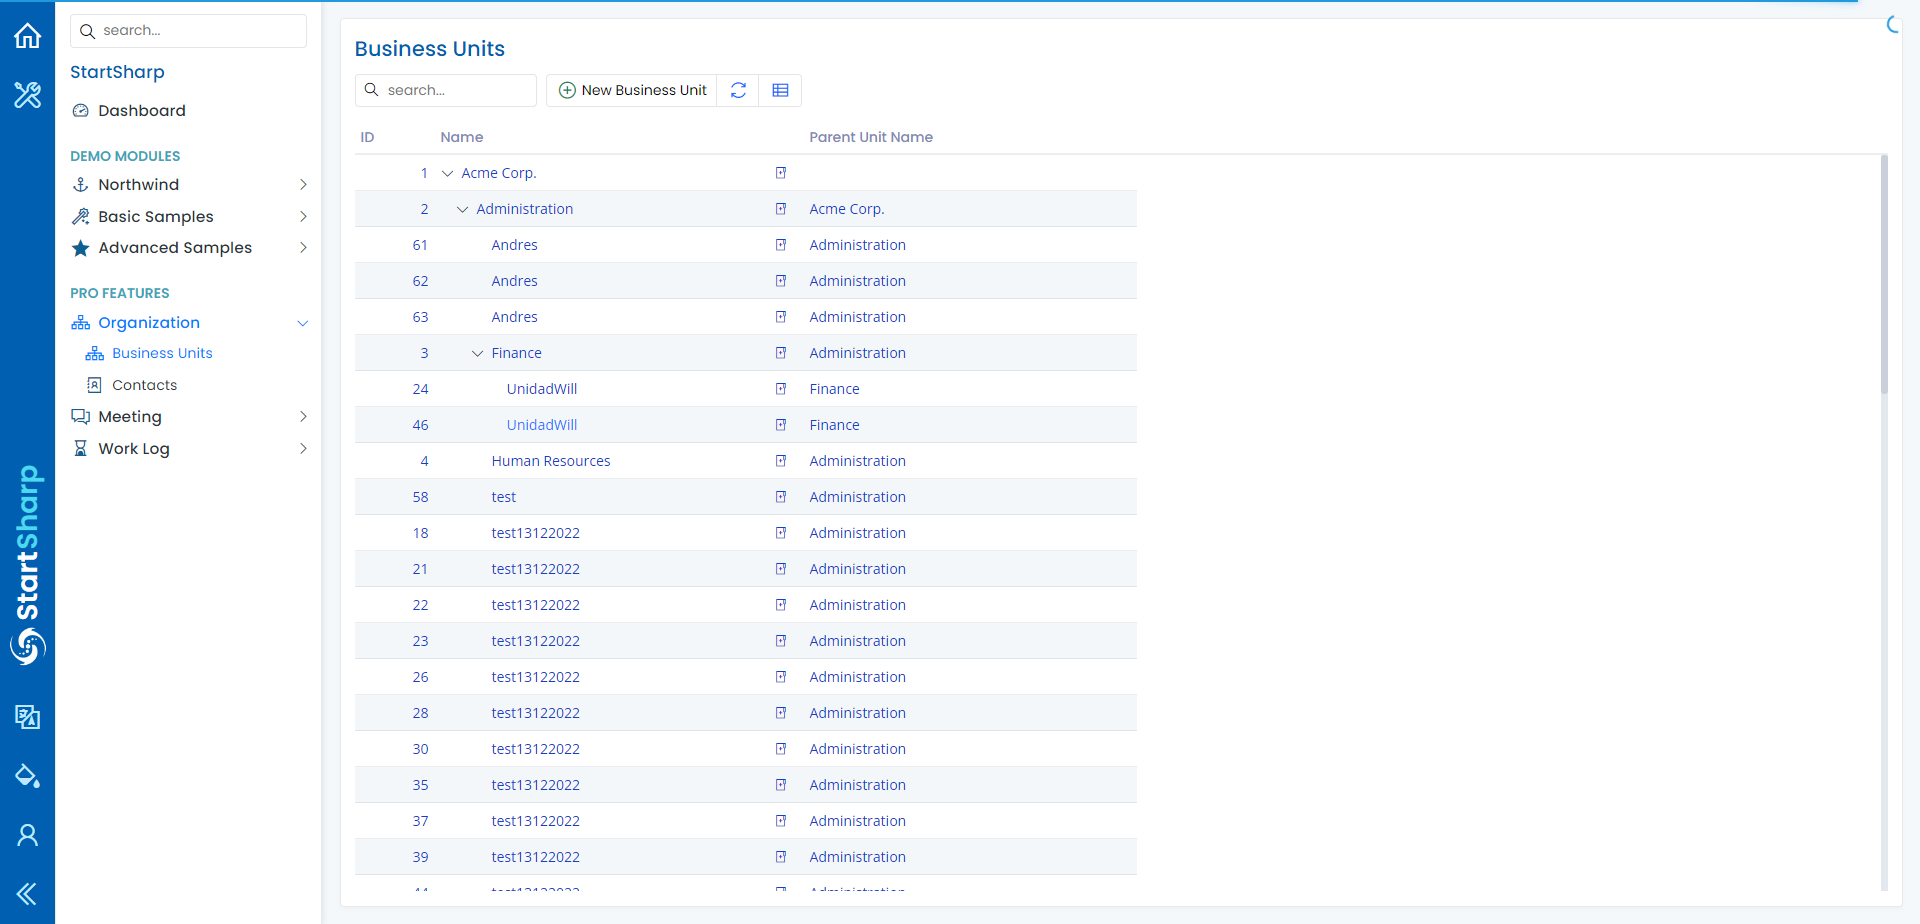 search...
StartSharp
Dashboard
DEMO MODULES
Northwind
Basic Samples
Advanced Samples
PRO FEATURES
Organization
Business Units
Contacts
Meeting
Work Log
StartSharp
Business Units
search...
New Business Unit
ID Name Parent Unit Name
1 Acme Corp.
2 Administration Acme Corp.
61 Andres Administration
62 Andres Administration
63 Andres Administration
3 Finance Administration
24 UnidadWill Finance
46 UnidadWill Finance
4 Human Resources Administration
58 test Administration
18 test13122022 Administration
21 test13122022 Administration
22 test13122022 Administration
23 test13122022 Administration
26 test13122022 Administration
28 test13122022 Administration
30 test13122022 Administration
35 test13122022 Administration
37 test13122022 Administration
39 test13122022 Administration
44 test13122022 Administration